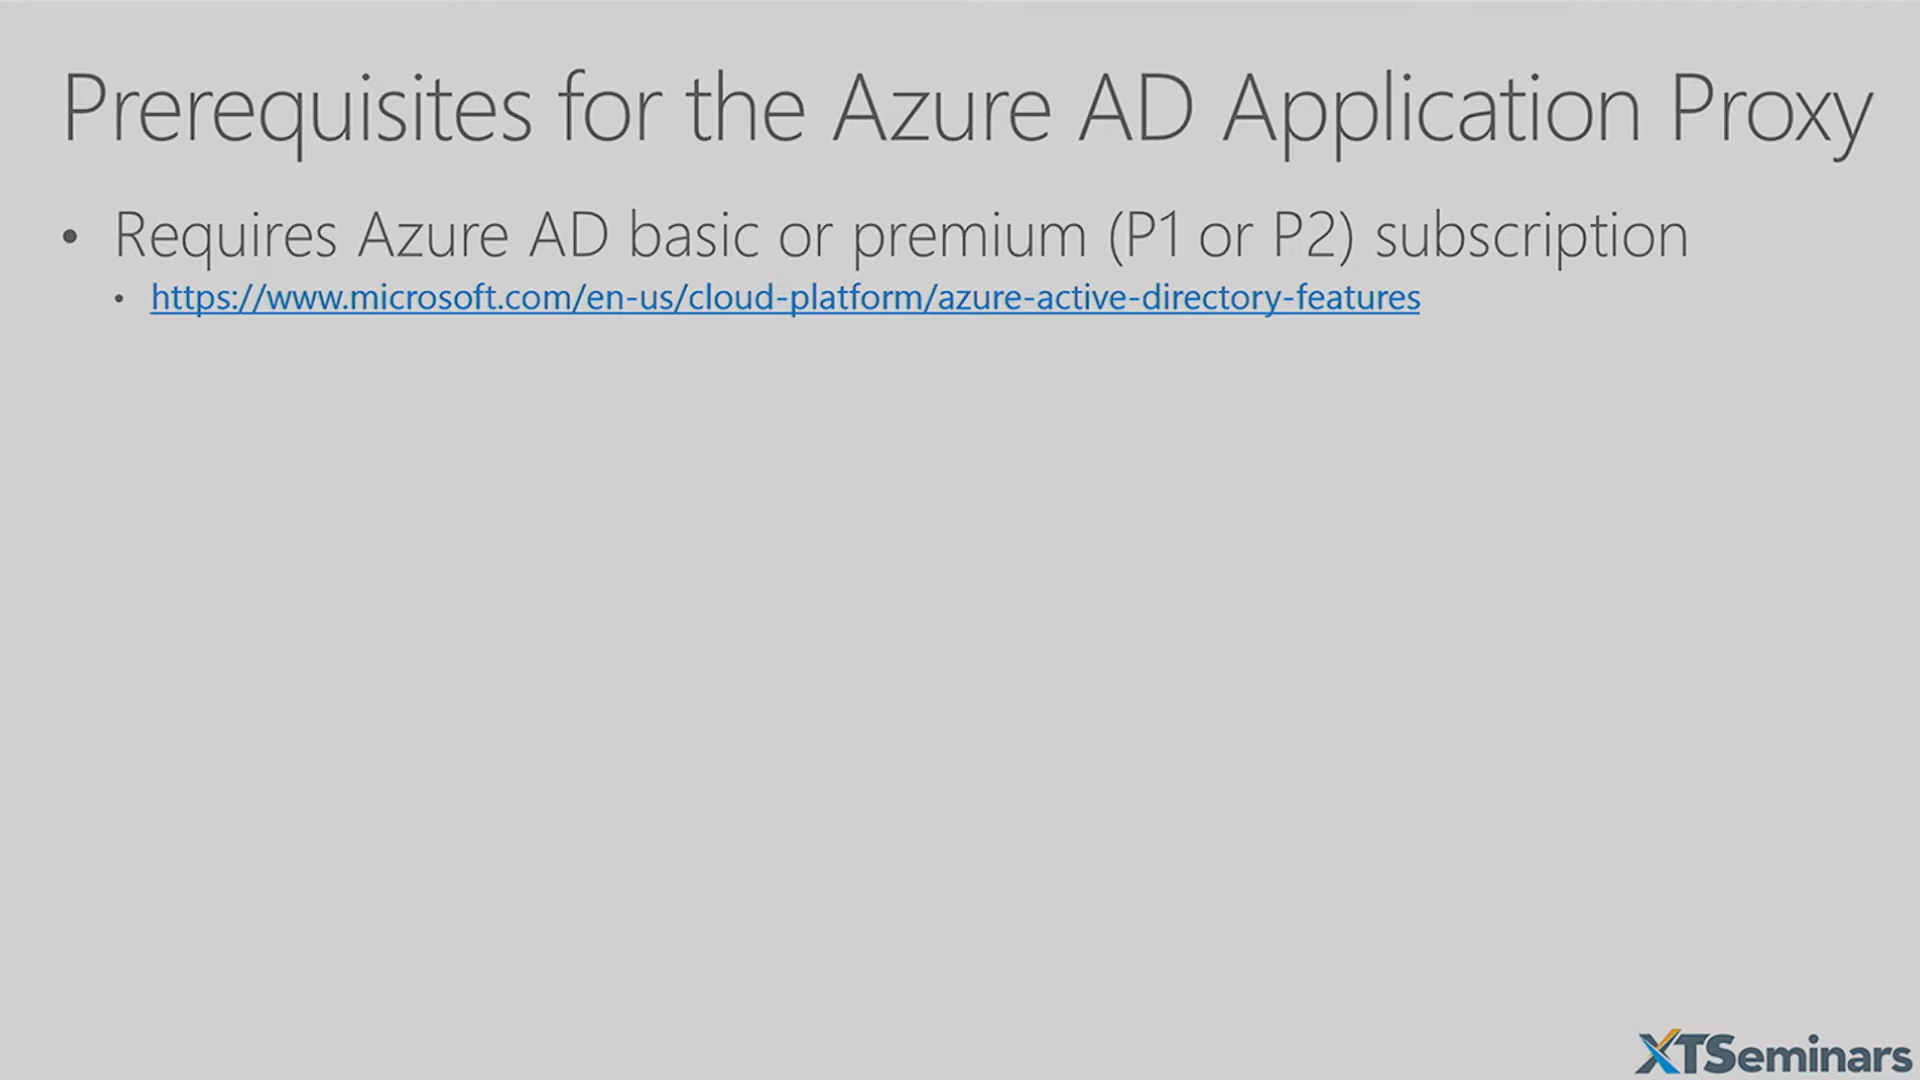 Prerequisites for the Azure AD Application Proxy
• Requires Azure AD basic or premium (P1 or P2) subscription
• https://www.microsoft.com/en-us/cloud-platform/azure-active-directory-features
XTSeminars